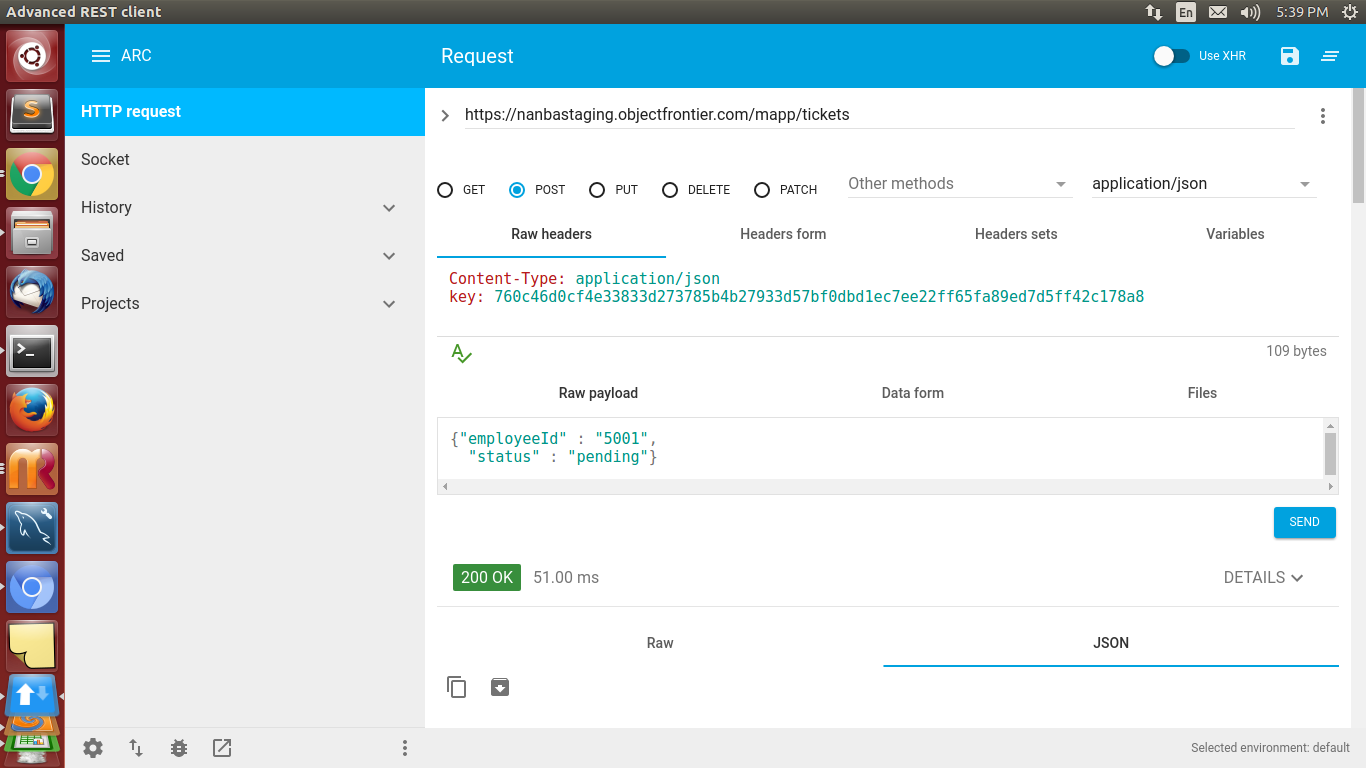 Advanced REST client
En
5:39 PM
ARC
Request
Use XHR
HTTP request
Socket
History
Saved
Projects
https://nanbastaging.objectfrontier.com/mapp/tickets
GET
POST
PUT
DELETE
PATCH
Other methods
application/json
Raw headers
Headers form
Headers sets
Variables
Content-Type: application/json
key: 760c46d0cf4e33833d273785b4b27933d57bf0dbd1ec7ee22ff65fa89ed7d5ff42c178a8
109 bytes
Raw payload
Data form
Files
{"employeeId" : "5001",
"status" : "pending"}
SEND
200 OK
51.00 ms
DETAILS
Raw
JSON
Selected environment: default